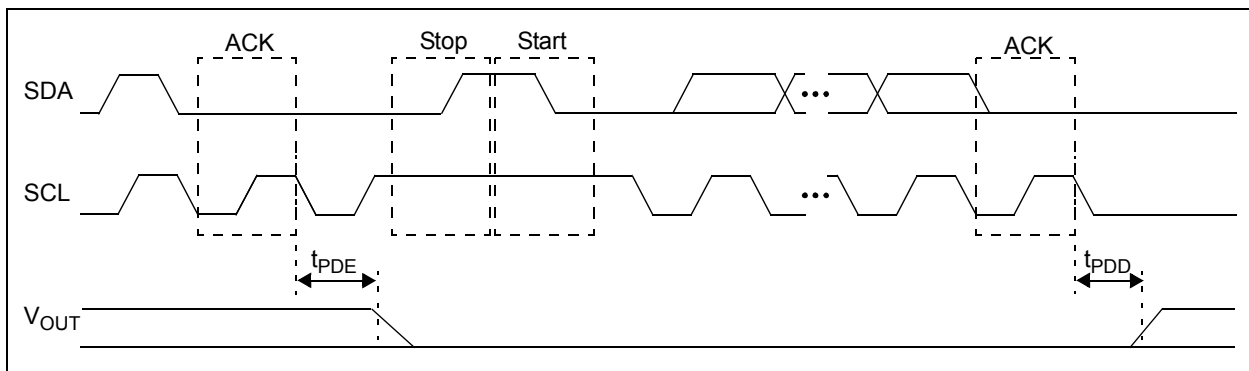 ACK Stop Start ACK
SDA ...
SCL ...
tPDE tPDD
VOUT